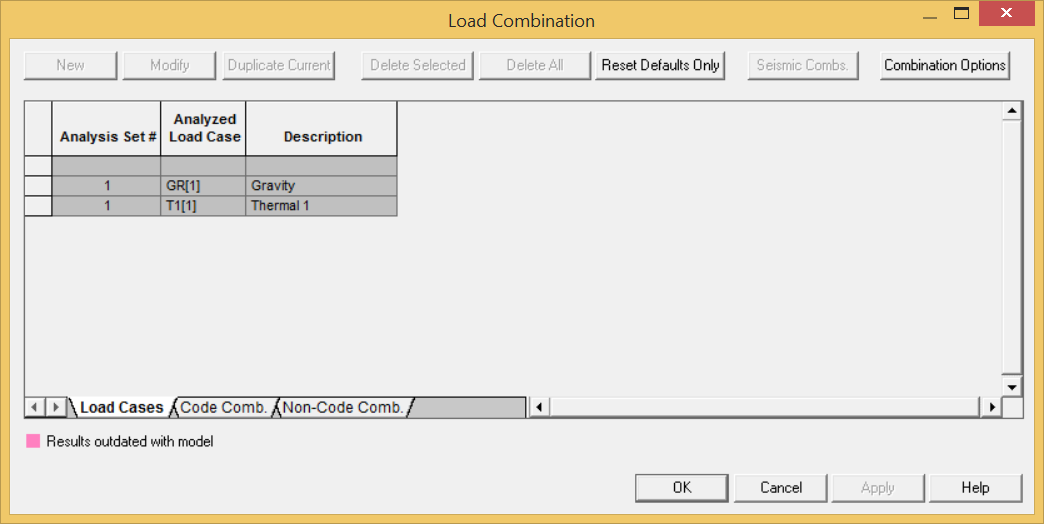 Load Combination
New Modify Duplicate Current Delete Selected Delete All Reset Defaults Only Seismic Combs. Combination Options
Analysis Set # Analyzed Load Case Description
1 GR[1] Gravity
1 T1[1] Thermal 1
Load Cases Code Comb. Non-Code Comb.
Results outdated with model
OK Cancel Apply Help